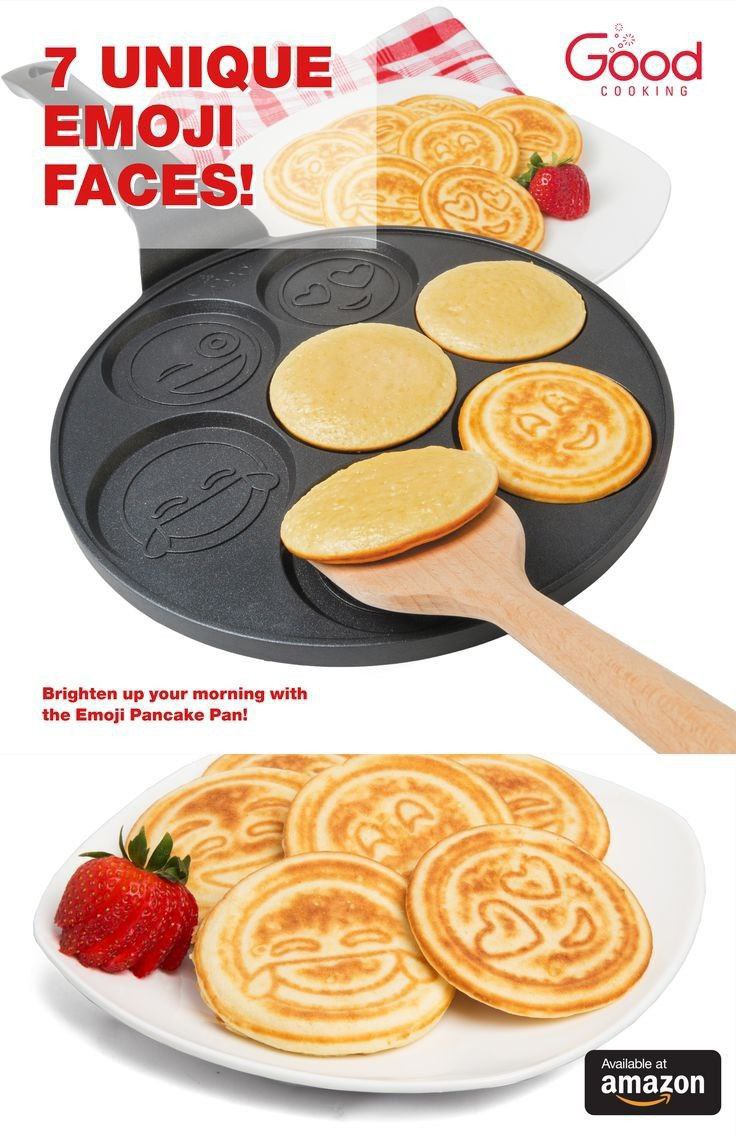 7 UNIQUE
EMOJI
FACES!
Good
COOKING
Brighten up your morning with
the Emoji Pancake Pan!
Available at
amazon